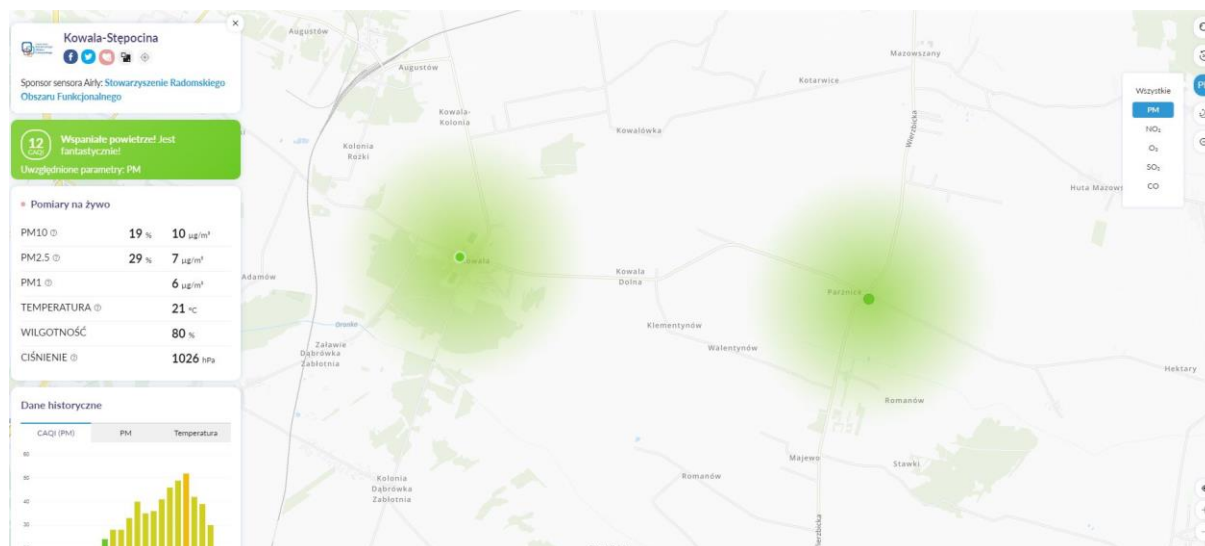 Kowala-Stępocina
Sponsor sensora Airly: Stowarzyszenie Radomskiego
Obszaru Funkcjonalnego
12
CAQI
Wspaniałe powietrze! Jest
fantastycznie!
Uwzględnione parametry: PM
Pomiary na żywo
PM10 19 % 10 µg/m³
PM2.5 29 % 7 µg/m³
PM1 6 µg/m³
TEMPERATURA 21 °C
WILGOTNOŚĆ 80 %
CIŚNIENIE 1026 hPa
Dane historyczne
CAQI (PM) PM Temperatura
60
50
40
30
Augustów
Augustów
Kowala-
Kolonia
Kolonia
Rożki
Kowalówka
Kotarwice
Mazowszany
Wierzbicka
Huta Mazows
Adamów
Kowala
Kowala
Dolna
Parznice
Oronka
Załawie
Dąbrówka
Zabłotnia
Klementynów
Walentynów
Hektary
Romanów
Majewo
Stawki
Romanów
Kolonia
Dąbrówka
Zabłotnia
Wierzbicka
Wszystkie
PM
NO₂
O₃
SO₂
CO